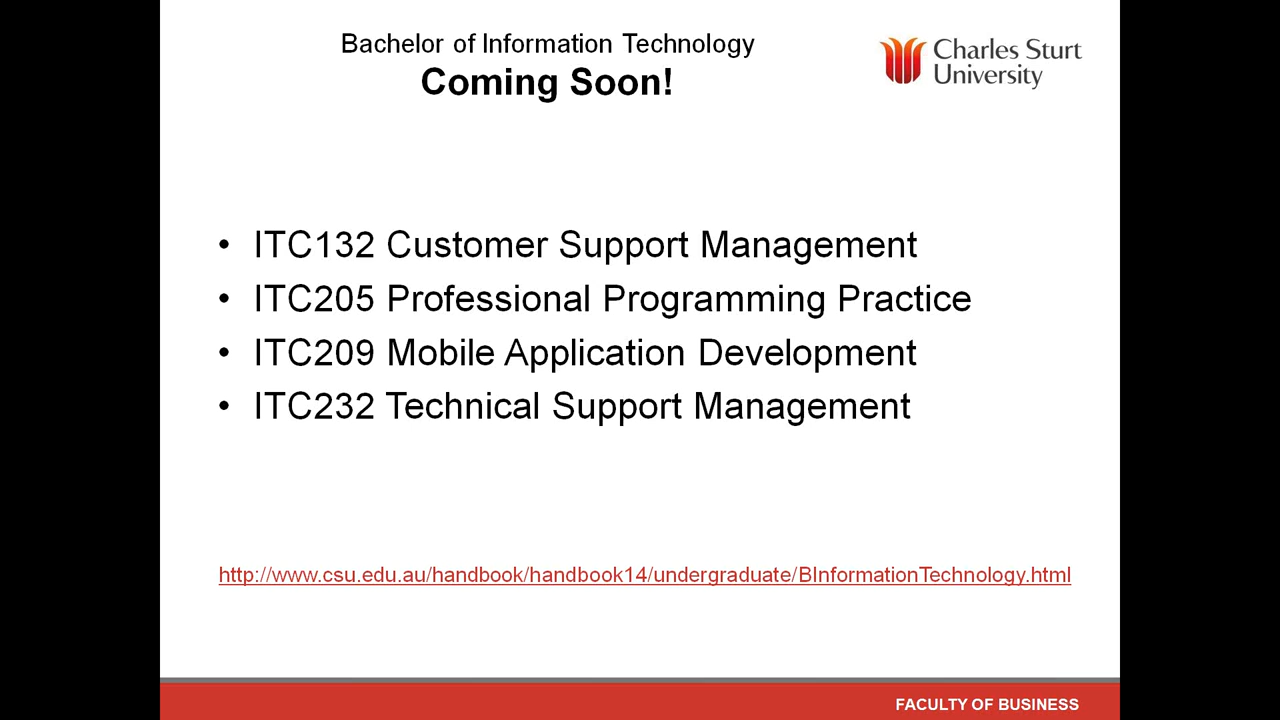 Bachelor of Information Technology
Coming Soon!
Charles Sturt
University
• ITC132 Customer Support Management
• ITC205 Professional Programming Practice
• ITC209 Mobile Application Development
• ITC232 Technical Support Management
http://www.csu.edu.au/handbook/handbook14/undergraduate/BInformationTechnology.html
FACULTY OF BUSINESS